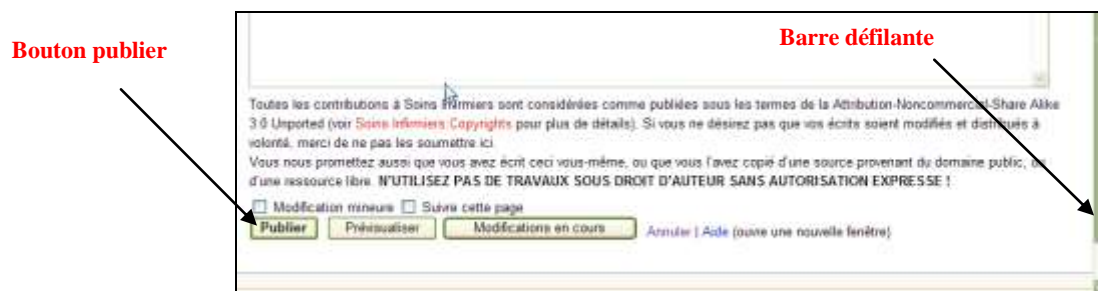 Barre défilante
Bouton publier
Toutes les contributions à Soins Infirmiers sont considérées comme publiées sous les termes de la Attribution-Noncommercial-Share Alike
3.0 Unported (voir Soins Infirmiers Copyrights pour plus de détails). Si vous ne désirez pas que vos écrits soient modifiés et distribués à
volonté, merci de ne pas les soumettre ici.
Vous nous promettez aussi que vous avez écrit ceci vous-même, ou que vous l'avez copié d'une source provenant du domaine public, ou
d'une ressource libre. N'UTILISEZ PAS DE TRAVAUX SOUS DROIT D'AUTEUR SANS AUTORISATION EXPRESSE !
Modification mineure Suivre cette page
Publier Prévisualiser Modifications en cours Annuler | Aide (ouvre une nouvelle fenêtre)